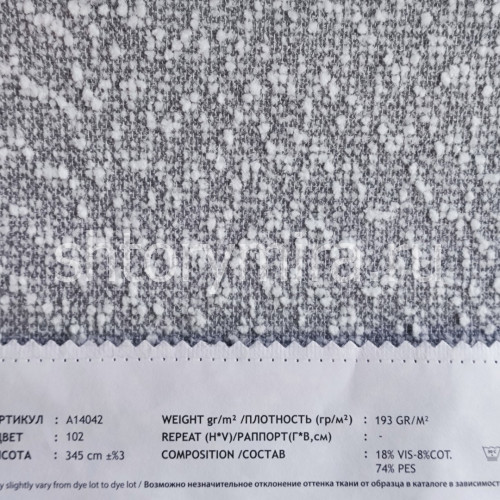 shtorymira.ru
РТИКУЛ : A14042 WEIGHT gr/m² /ПЛОТНОСТЬ (гр/м²) : 193 GR/M²
ЦВЕТ : 102 REPEAT (H*V)/РАППОРТ(Г*В,см) : -
ІСОТА : 345 cm ±%3 COMPOSITION /СОСТАВ : 18% VIS-8%COT.
74% PES
y slightly vary from dye lot to dye lot / Возможно незначительное отклонение оттенка ткани от образца в каталоге в зависимост